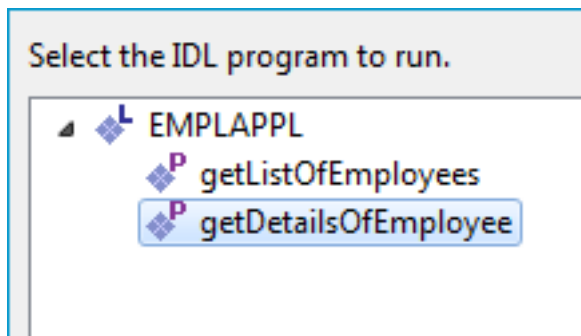 Select the IDL program to run.
L EMPLAPPL
P getListOfEmployees
P getDetailsOfEmployee